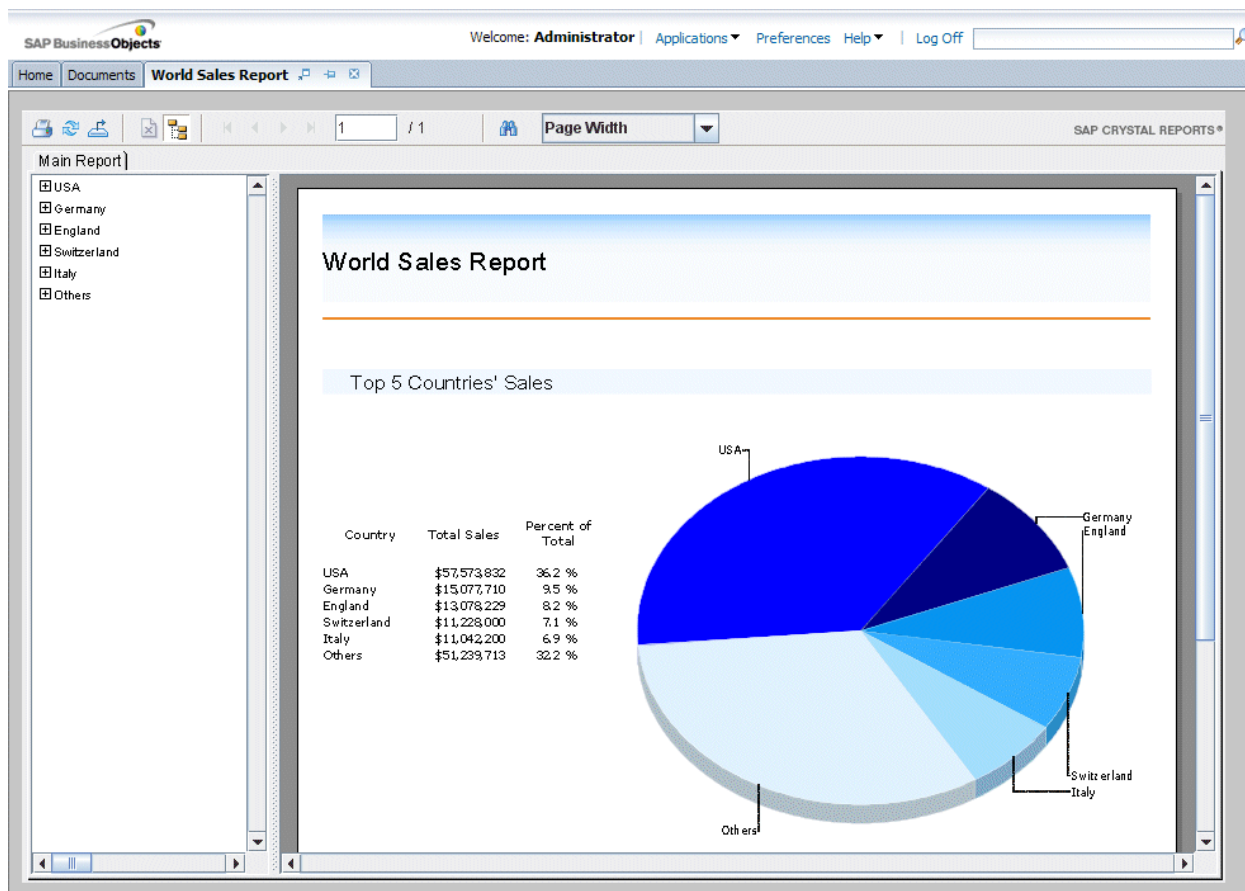 SAP BusinessObjects
Welcome: Administrator | Applications Preferences Help | Log Off
Home Documents World Sales Report
1 / 1 Page Width SAP CRYSTAL REPORTS®
Main Report
USA
Germany
England
Switzerland
Italy
Others
World Sales Report
Top 5 Countries' Sales
Country Total Sales Percent of Total
USA $57,573,832 36.2 %
Germany $15,077,710 9.5 %
England $13,078,229 8.2 %
Switzerland $11,228,000 7.1 %
Italy $11,042,200 6.9 %
Others $51,239,713 32.2 %
USA
Germany
England
Switzerland
Italy
Others